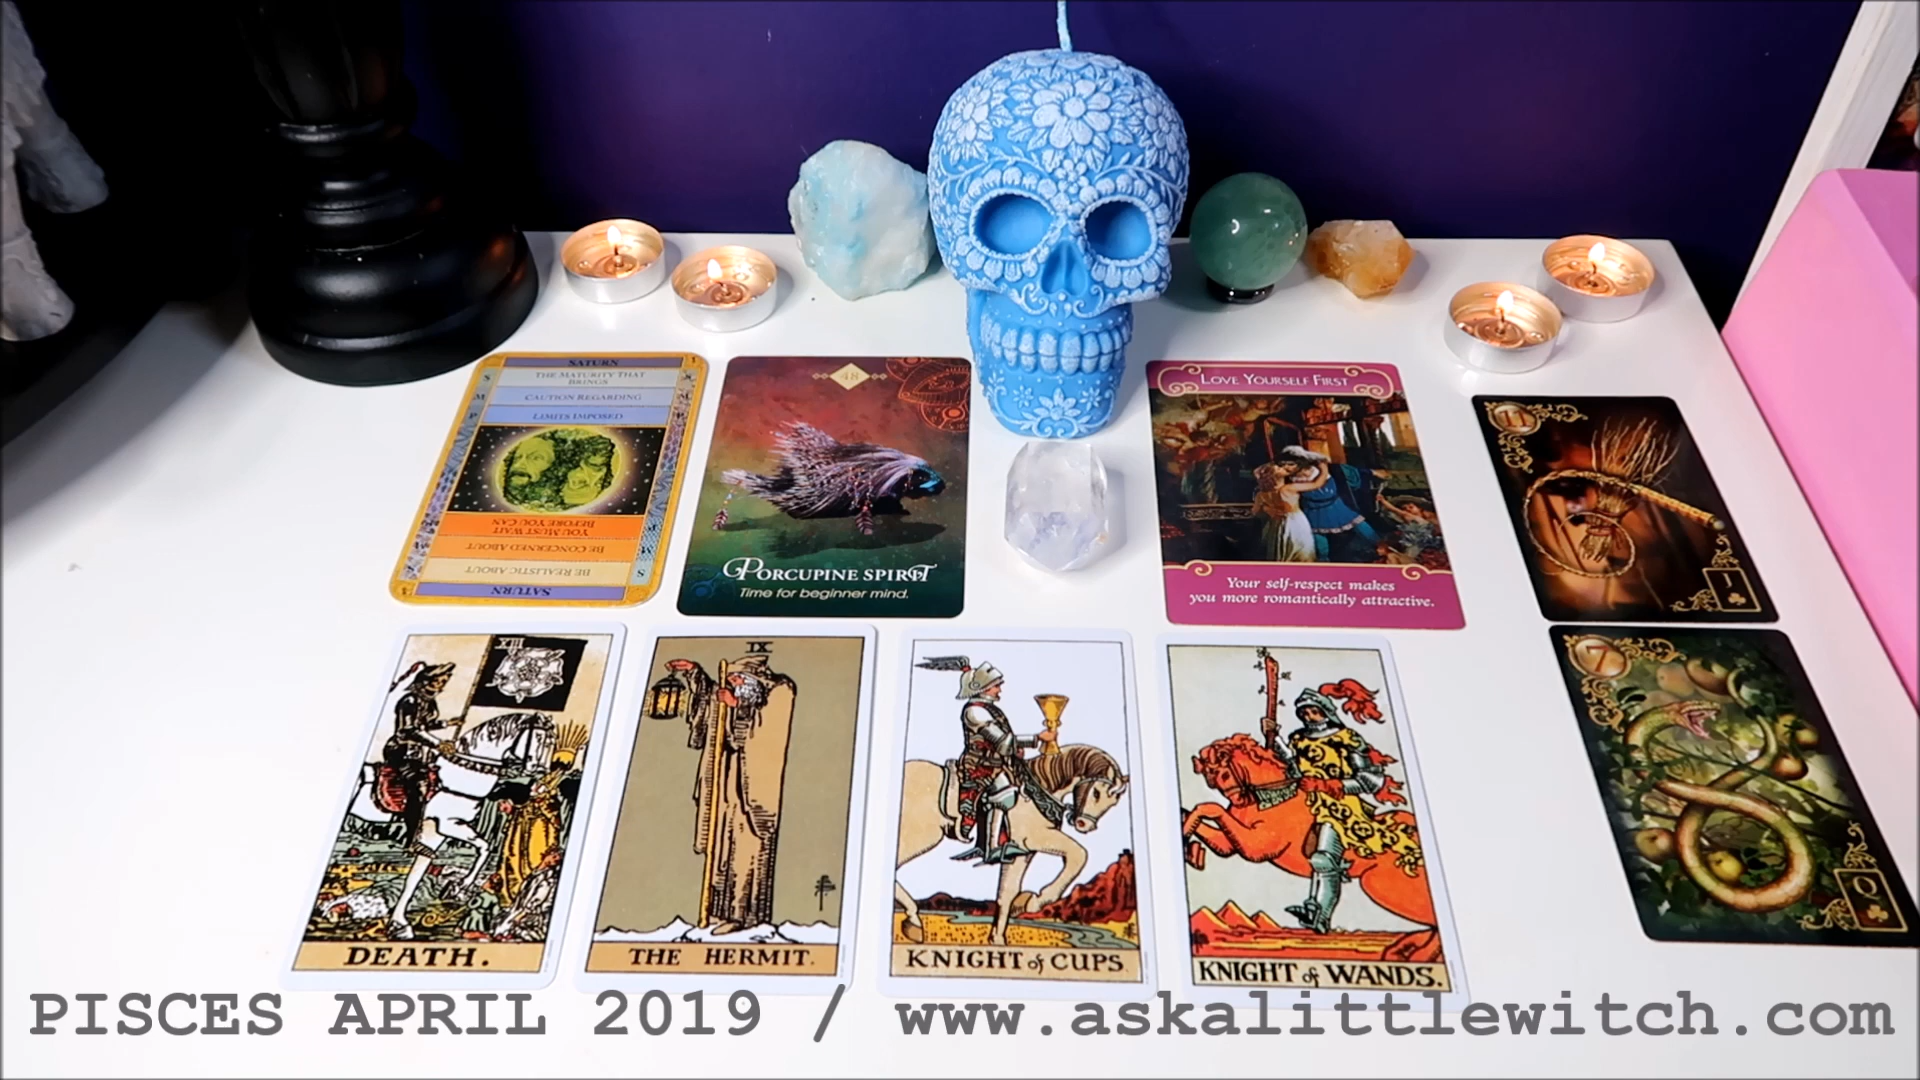 SATURN
THE MATURITY THAT
BRINGS
CAUTION REGARDING
LIMITS IMPOSED
YOU MUST WAIT
BEFORE YOU CAN
BE CONCERNED ABOUT
BE REALISTIC ABOUT
SATURN
48
PORCUPINE SPIRIT
Time for beginner mind.
LOVE YOURSELF FIRST
Your self-respect makes
you more romantically attractive.
11
J
XIII
DEATH.
IX
THE HERMIT.
KNIGHT of CUPS.
KNIGHT of WANDS.
7
Q
PISCES APRIL 2019 / www.askalittlewitch.com